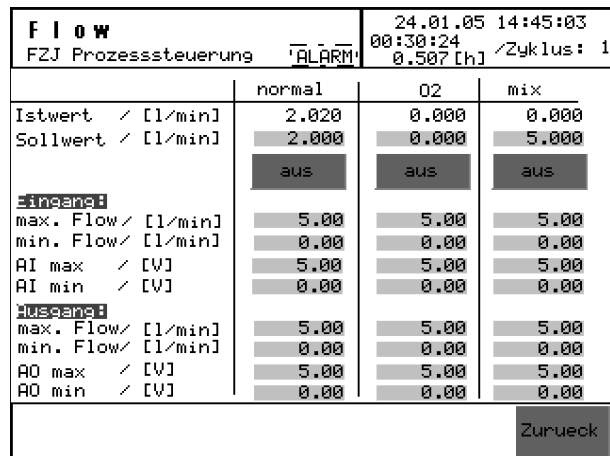 Flow
FZJ Prozesssteuerung 'ALARM'
24.01.05 14:45:03
00:30:24
0.507[h] /Zyklus: 1
normal O2 mix
Istwert / [l/min] 2.020 0.000 0.000
Sollwert / [l/min] 2.000 0.000 5.000
aus aus aus
Eingang:
max. Flow/ [l/min] 5.00 5.00 5.00
min. Flow/ [l/min] 0.00 0.00 0.00
AI max / [V] 5.00 5.00 5.00
AI min / [V] 0.00 0.00 0.00
Ausgang:
max. Flow/ [l/min] 5.00 5.00 5.00
min. Flow/ [l/min] 0.00 0.00 0.00
AO max / [V] 5.00 5.00 5.00
AO min / [V] 0.00 0.00 0.00
Zurueck